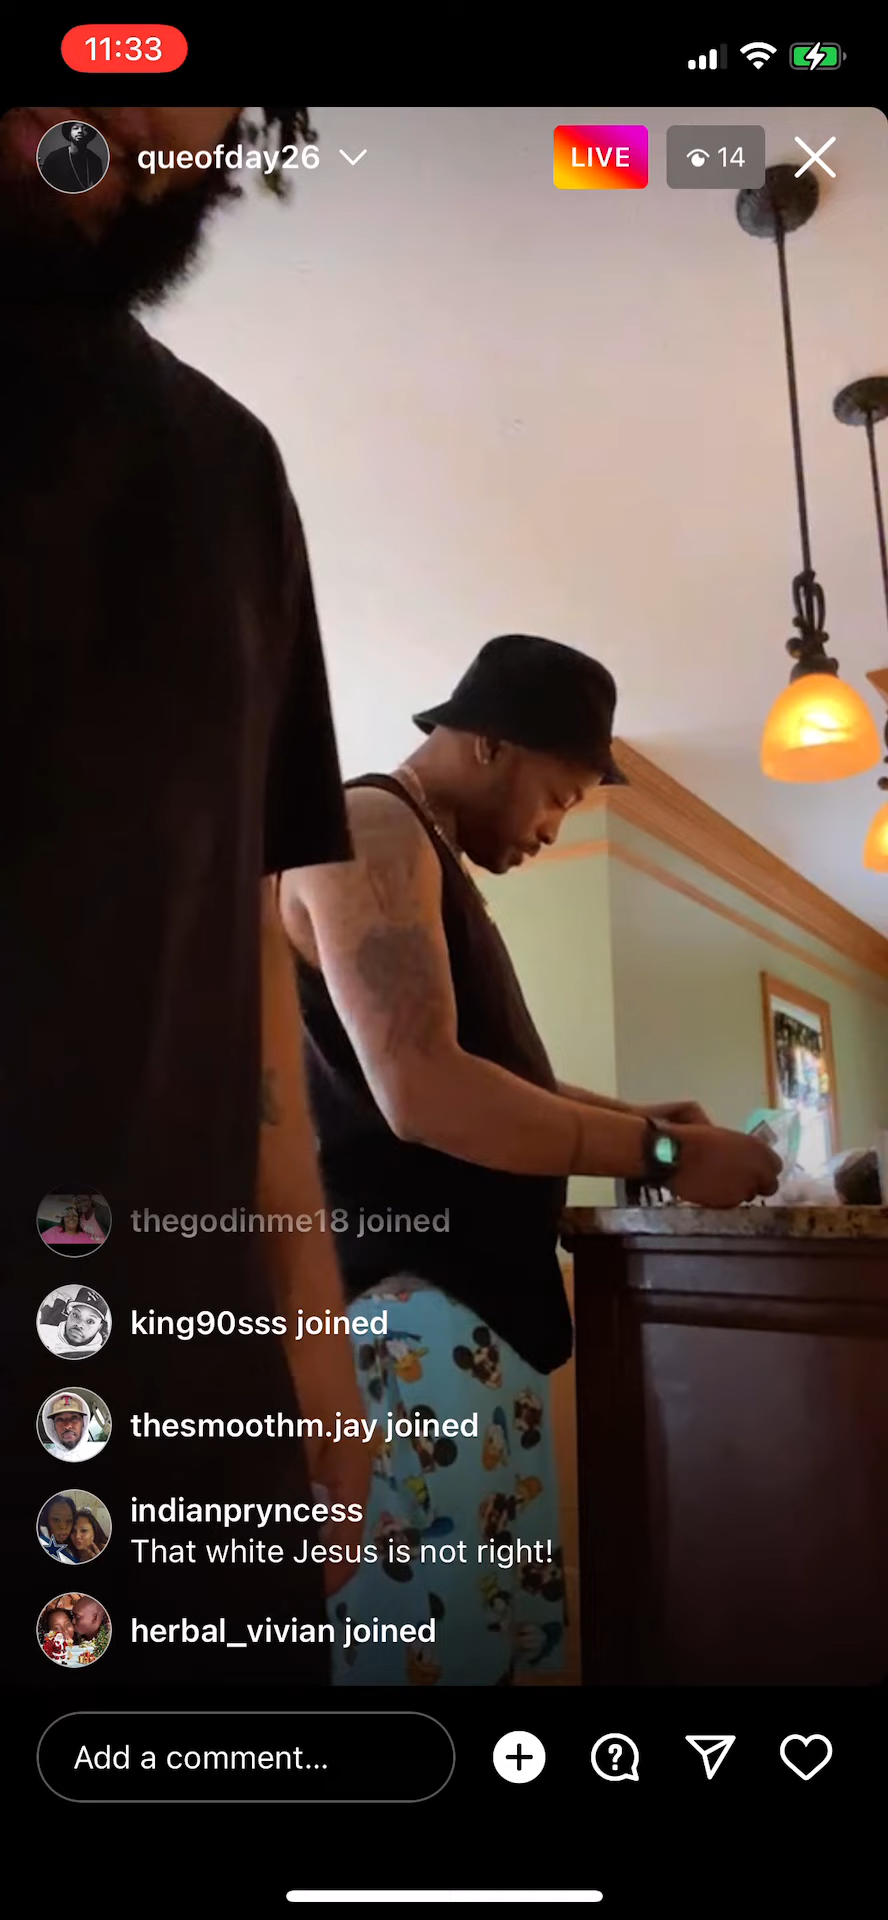 11:33
queofday26
LIVE
14
thegodinme18 joined
king90sss joined
thesmoothm.jay joined
indianpryncess
That white Jesus is not right!
herbal_vivian joined
Add a comment...